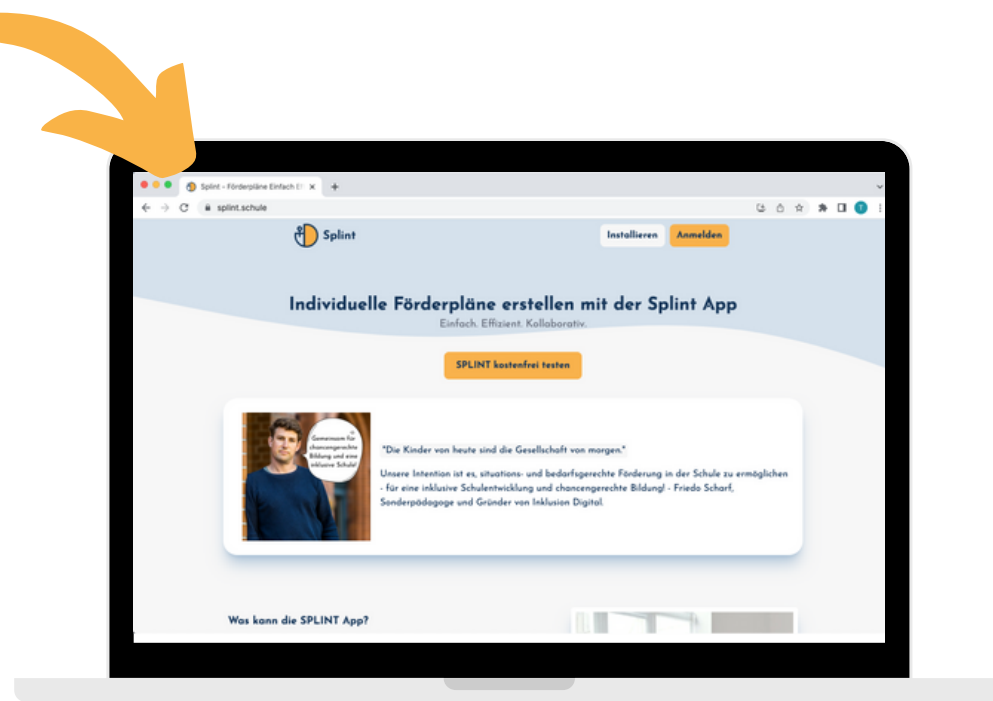 Splint - Förderpläne Einfach
splint.schule
T
Splint
Installieren
Anmelden
Individuelle Förderpläne erstellen mit der Splint App
Einfach. Effizient. Kollaborativ.
SPLINT kostenfrei testen
Gemeinsam für
chancengerechte
Bildung und eine
inklusive Schule!
"Die Kinder von heute sind die Gesellschaft von morgen."
Unsere Intention ist es, situations- und bedarfsgerechte Förderung in der Schule zu ermöglichen
- für eine inklusive Schulentwicklung und chancengerechte Bildung! - Friedo Scharf,
Sonderpädagoge und Gründer von Inklusion Digital.
Was kann die SPLINT App?